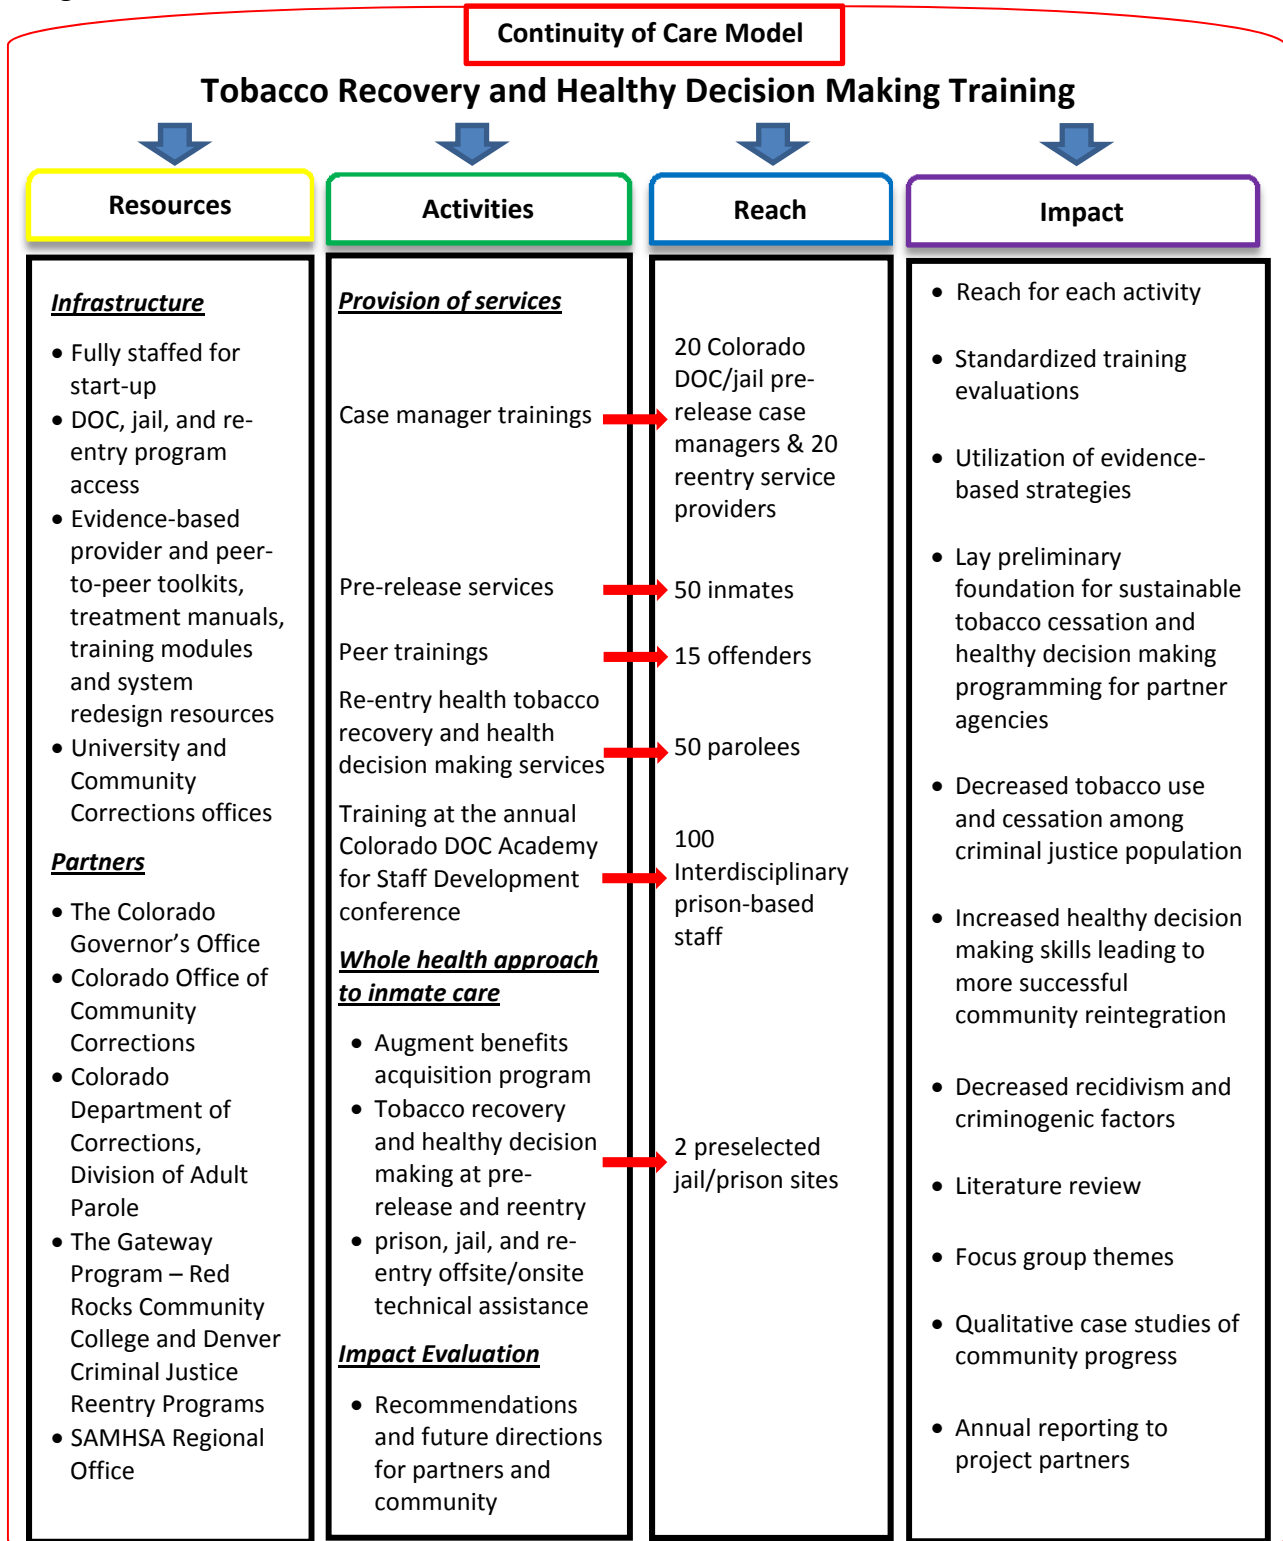 Continuity of Care Model
Tobacco Recovery and Healthy Decision Making Training
Resources
Infrastructure
• Fully staffed for
start-up
• DOC, jail, and re-
entry program
access
• Evidence-based
provider and peer-
to-peer toolkits,
treatment manuals,
training modules
and system
redesign resources
• University and
Community
Corrections offices
Partners
• The Colorado
Governor’s Office
• Colorado Office of
Community
Corrections
• Colorado
Department of
Corrections,
Division of Adult
Parole
• The Gateway
Program – Red
Rocks Community
College and Denver
Criminal Justice
Reentry Programs
• SAMHSA Regional
Office
Activities
Provision of services
Case manager trainings
Pre-release services
Peer trainings
Re-entry health tobacco
recovery and health
decision making services
Training at the annual
Colorado DOC Academy
for Staff Development
conference
Whole health approach
to inmate care
• Augment benefits
acquisition program
• Tobacco recovery
and healthy decision
making at pre-
release and reentry
• prison, jail, and re-
entry offsite/onsite
technical assistance
Impact Evaluation
• Recommendations
and future directions
for partners and
community
Reach
20 Colorado
DOC/jail pre-
release case
managers & 20
reentry service
providers
50 inmates
15 offenders
50 parolees
100
Interdisciplinary
prison-based
staff
2 preselected
jail/prison sites
Impact
• Reach for each activity
• Standardized training
evaluations
• Utilization of evidence-
based strategies
• Lay preliminary
foundation for sustainable
tobacco cessation and
healthy decision making
programming for partner
agencies
• Decreased tobacco use
and cessation among
criminal justice population
• Increased healthy decision
making skills leading to
more successful
community reintegration
• Decreased recidivism and
criminogenic factors
• Literature review
• Focus group themes
• Qualitative case studies of
community progress
• Annual reporting to
project partners